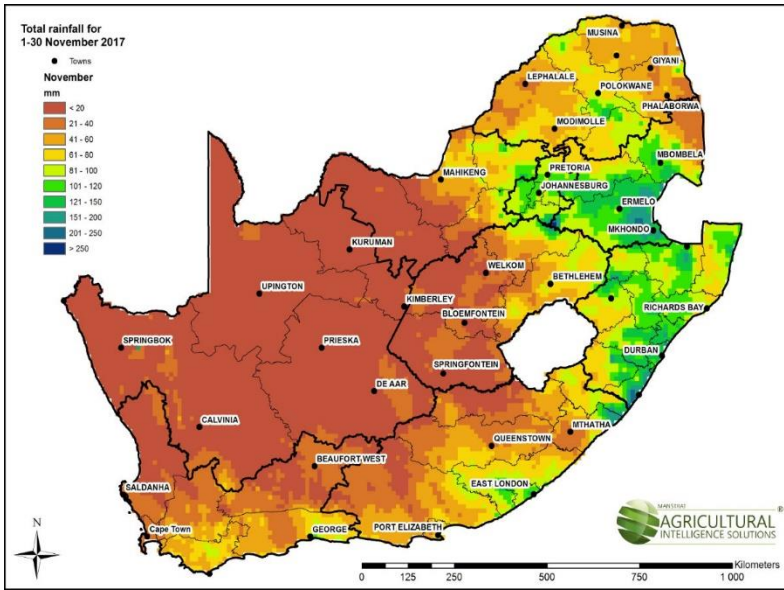 Total rainfall for
1-30 November 2017
Towns
November
mm
< 20
21 - 40
41 - 60
61 - 80
81 - 100
101 - 120
121 - 150
151 - 200
201 - 250
> 250
MUSINA
GIYANI
LEPHALALE
POLOKWANE
PHALABORWA
MODIMOLLE
MBOMBELA
PRETORIA
MAHIKENG
JOHANNESBURG
ERMELO
MKHONDO
KURUMAN
WELKOM
BETHLEHEM
UPINGTON
KIMBERLEY
RICHARDS BAY
BLOEMFONTEIN
SPRINGBOK
PRIESKA
DURBAN
SPRINGFONTEIN
DE AAR
CALVINIA
MTHATHA
QUEENSTOWN
BEAUFORT WEST
SALDANHA
EAST LONDON
Cape Town
GEORGE
PORT ELIZABETH
N
MANSTRAT
AGRICULTURAL
INTELLIGENCE SOLUTIONS
®
Kilometers
0 125 250 500 750 1 000